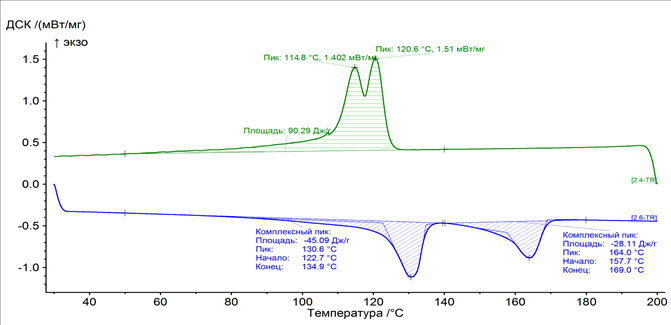 ДСК /(мВт/мг)
↑ экзо
Пик: 120.6 °C, 1.51 мВт/мг
Пик: 114.8 °C, 1.402 мВт/мг
1.5
1.0
Площадь: 90.29 Дж/г
0.5
[2.4-TR]
0.0
[2.6-TR]
-0.5
Комплексный пик:
Площадь: -45.09 Дж/г
Пик: 130.6 °C
Начало: 122.7 °C
Конец: 134.9 °C
Комплексный пик:
Площадь: -28.11 Дж/г
Пик: 164.0 °C
Начало: 157.7 °C
Конец: 169.0 °C
-1.0
40 60 80 100 120 140 160 180 200
Температура /°C